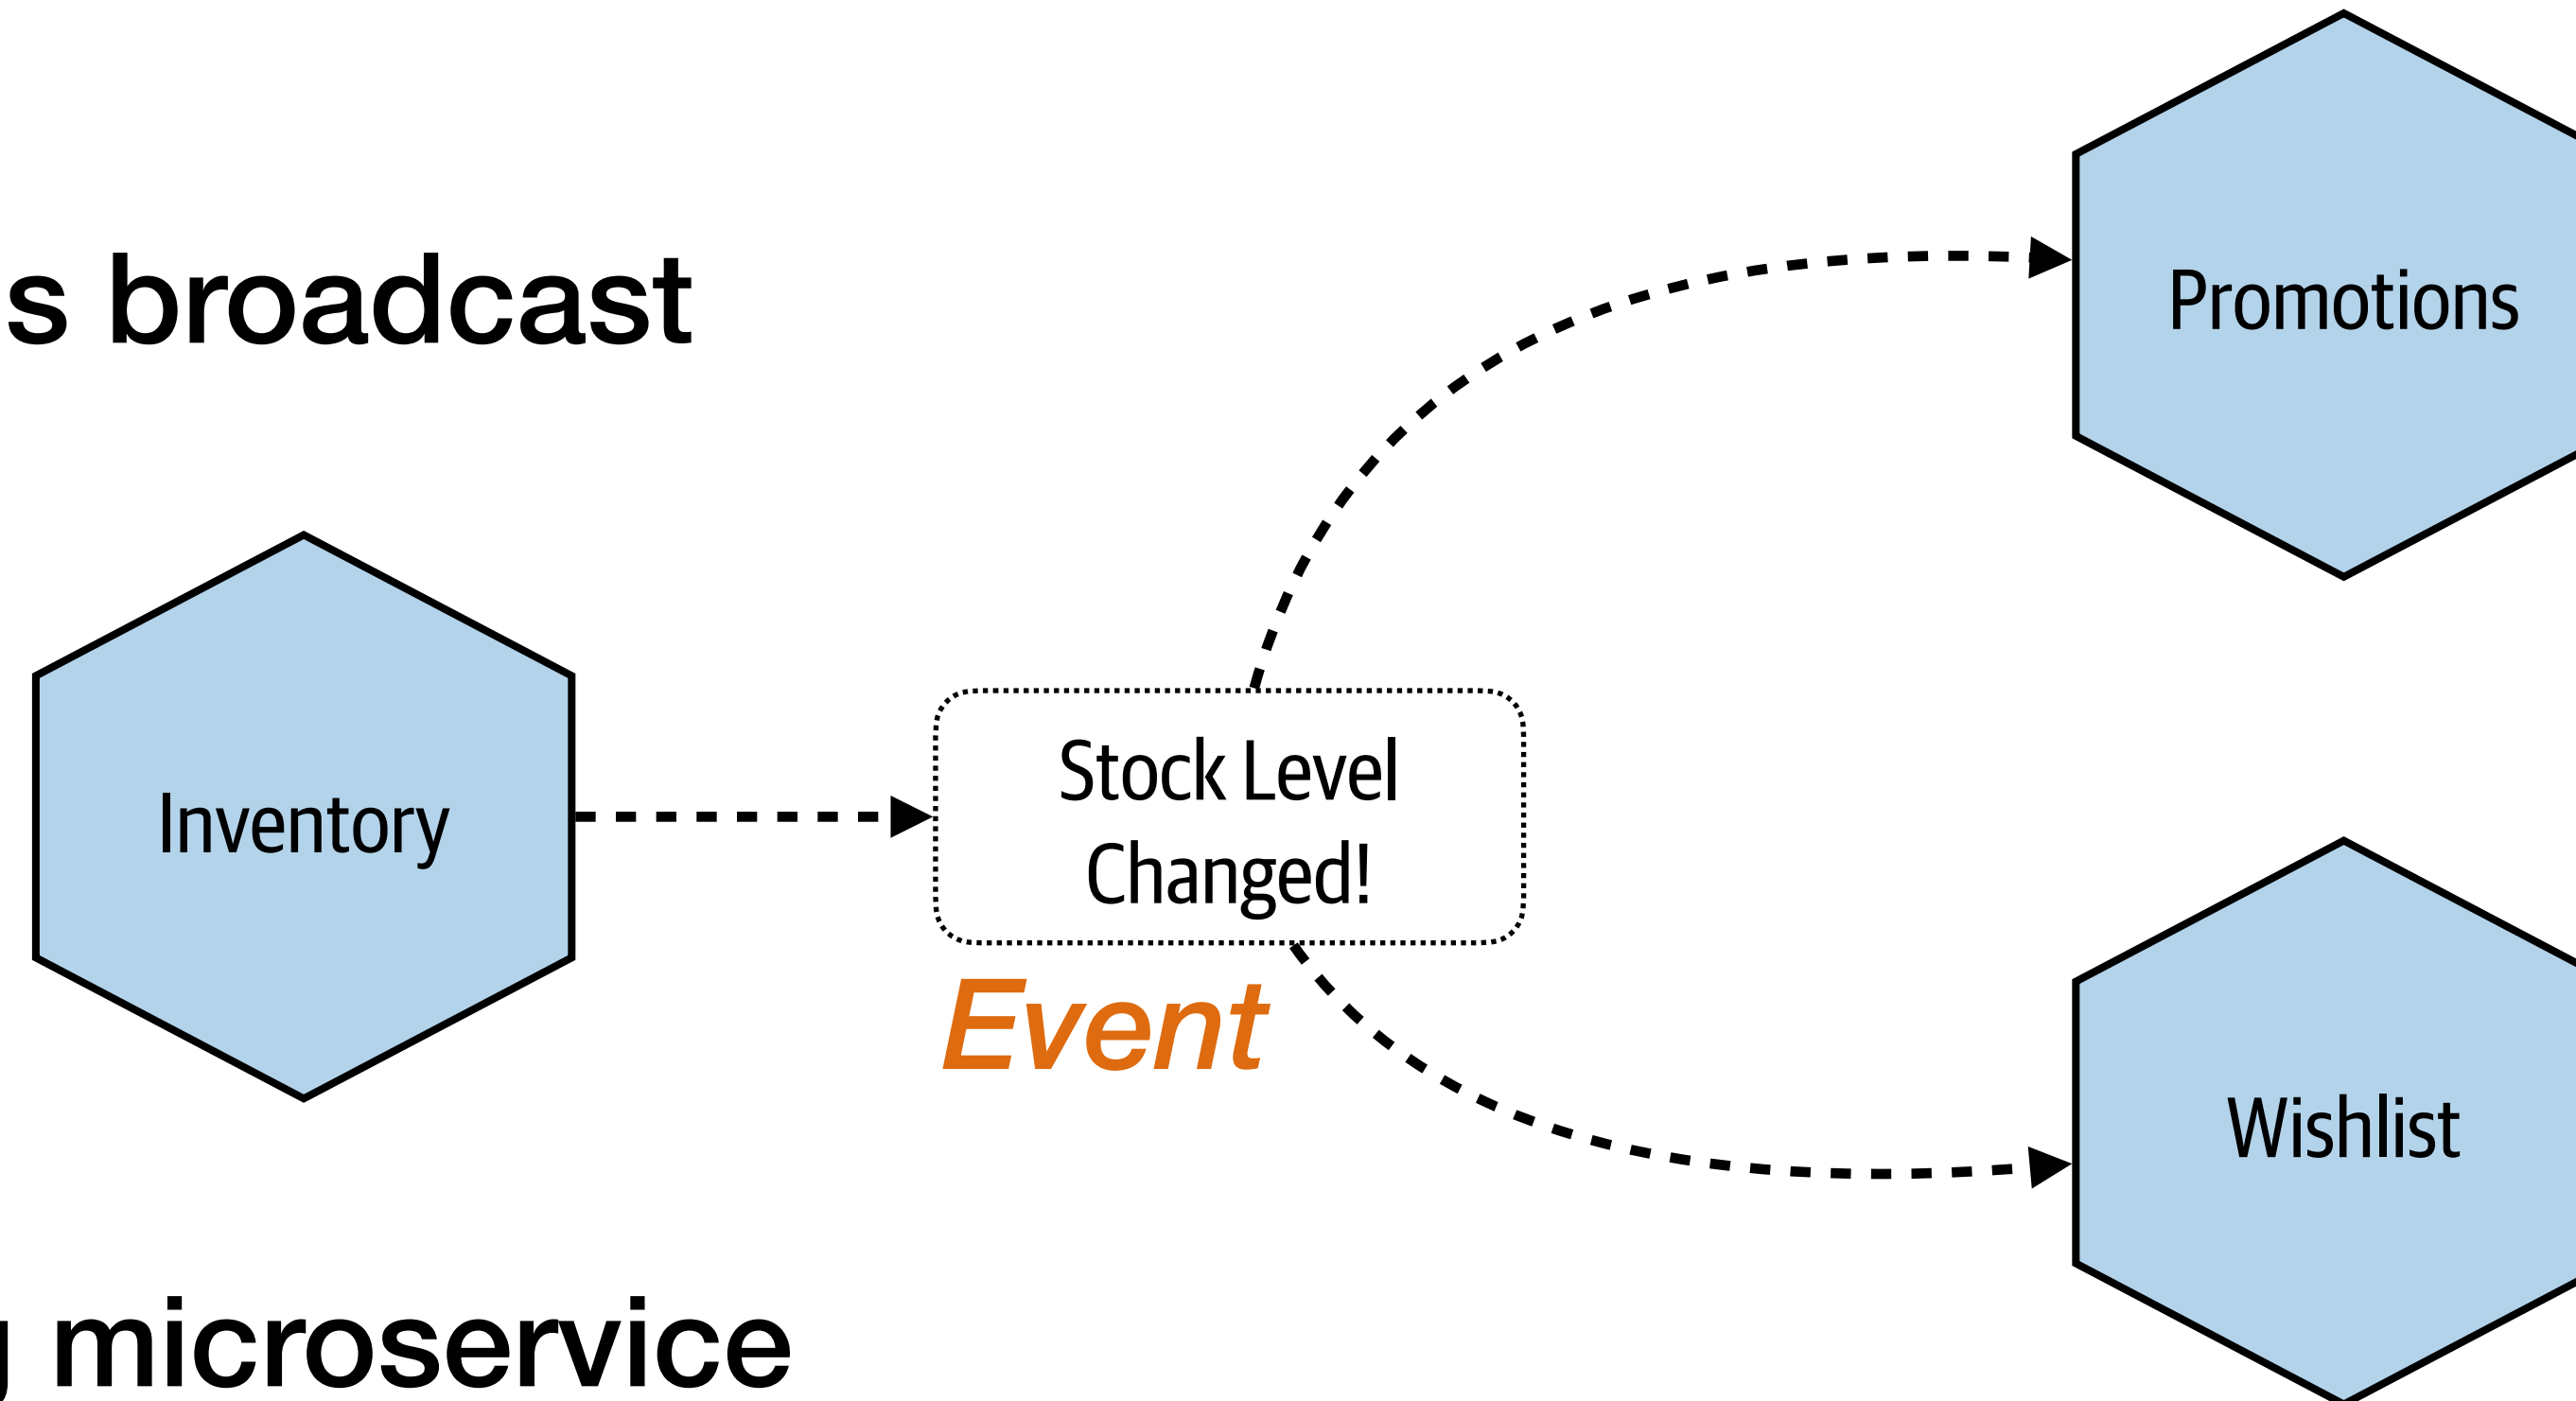 s broadcast
Promotions
Inventory
Stock Level
Changed!
Event
Wishlist
microservice